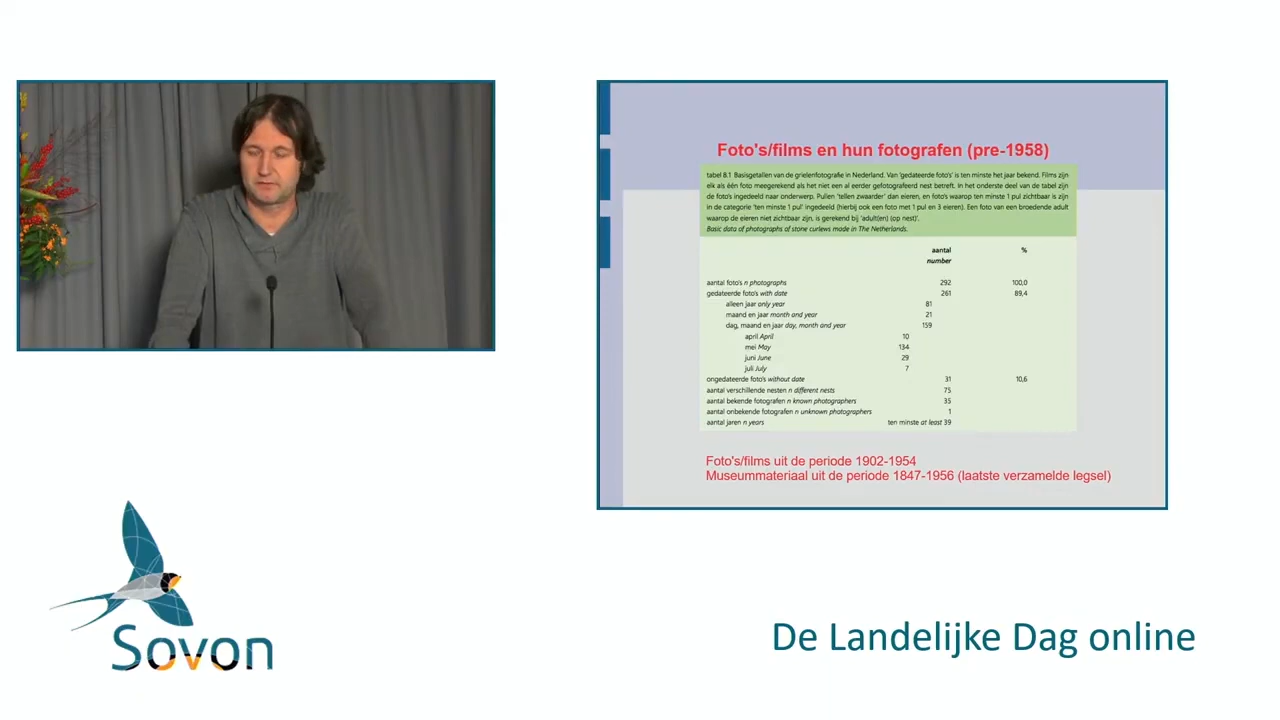 Foto's/films en hun fotografen (pre-1958)
tabel 8.1 Basisgetallen van de grielenfotografie in Nederland. Van 'gedateerde foto's' is ten minste het jaar bekend. Films zijn
elk als één foto meegerekend als het niet een al eerder gefotografeerd nest betreft. In het onderste deel van de tabel zijn
de foto's ingedeeld naar onderwerp. Pullen 'tellen zwaarder' dan eieren, en foto's waarop ten minste 1 pul zichtbaar is zijn
in de categorie 'ten minste 1 pul' ingedeeld (hierbij ook een foto met 1 pul en 3 eieren). Een foto van een broedende adult
waarop de eieren niet zichtbaar zijn, is gerekend bij 'adult(en) (op nest)'.
Basic data of photographs of stone curlews made in The Netherlands.
aantal %
number
aantal foto's n photographs 292 100,0
gedateerde foto's with date 261 89,4
alleen jaar only year 81
maand en jaar month and year 21
dag, maand en jaar day, month and year 159
april April 10
mei May 134
juni June 29
juli July 7
ongedateerde foto's without date 31 10,6
aantal verschillende nesten n different nests 75
aantal bekende fotografen n known photographers 35
aantal onbekende fotografen n unknown photographers 1
aantal jaren n years ten minste at least 39
Foto's/films uit de periode 1902-1954
Museummateriaal uit de periode 1847-1956 (laatste verzamelde legsel)
Sovon
De Landelijke Dag online